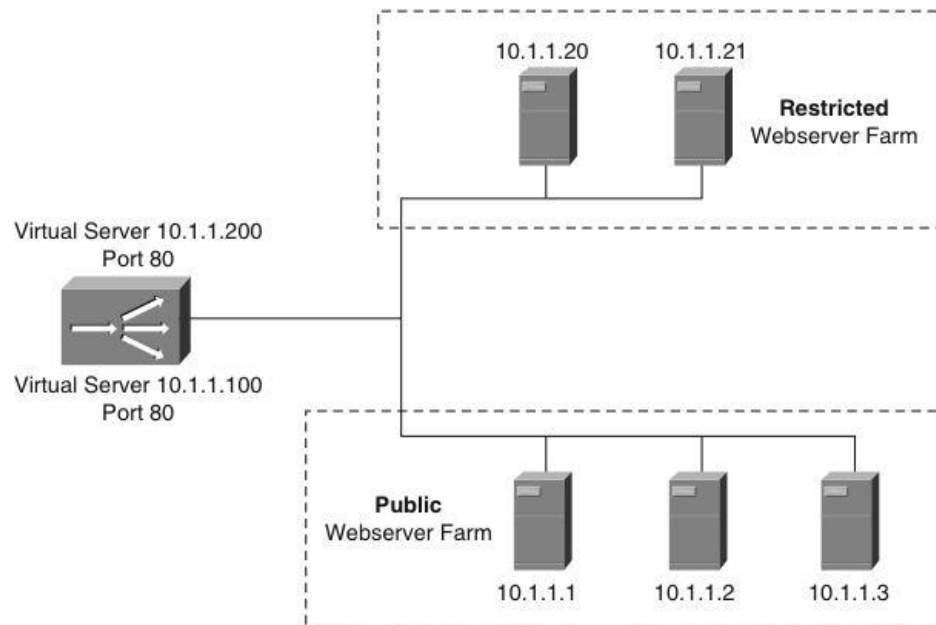 10.1.1.20
10.1.1.21
Restricted
Webserver Farm
Virtual Server 10.1.1.200
Port 80
Virtual Server 10.1.1.100
Port 80
Public
Webserver Farm
10.1.1.1
10.1.1.2
10.1.1.3